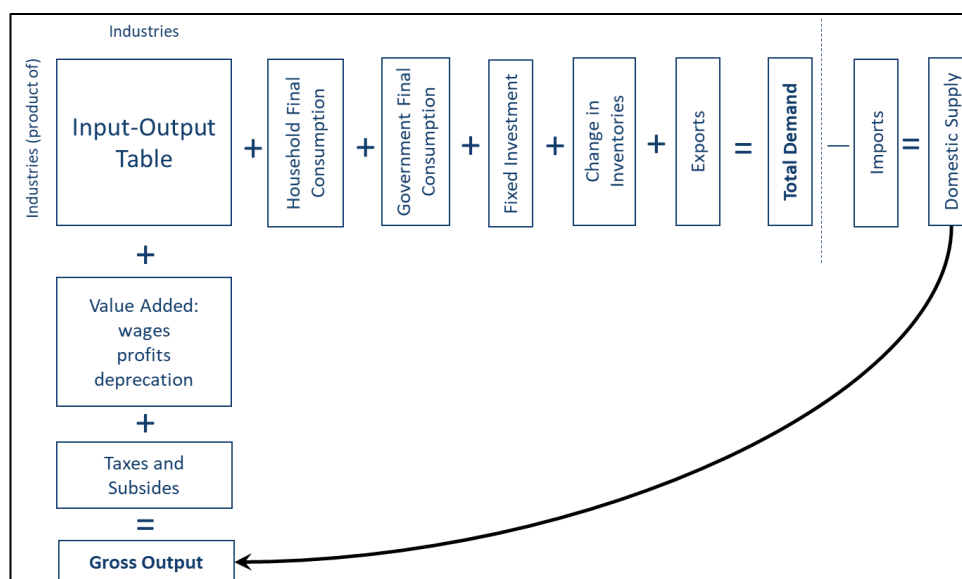 Industries
Industries (product of)
Input-Output
Table
+
Household Final
Consumption
+
Government Final
Consumption
+
Fixed Investment
+
Change in
Inventories
+
Exports
=
Total Demand
—
Imports
=
Domestic Supply
+
Value Added:
wages
profits
deprecation
+
Taxes and
Subsides
=
Gross Output